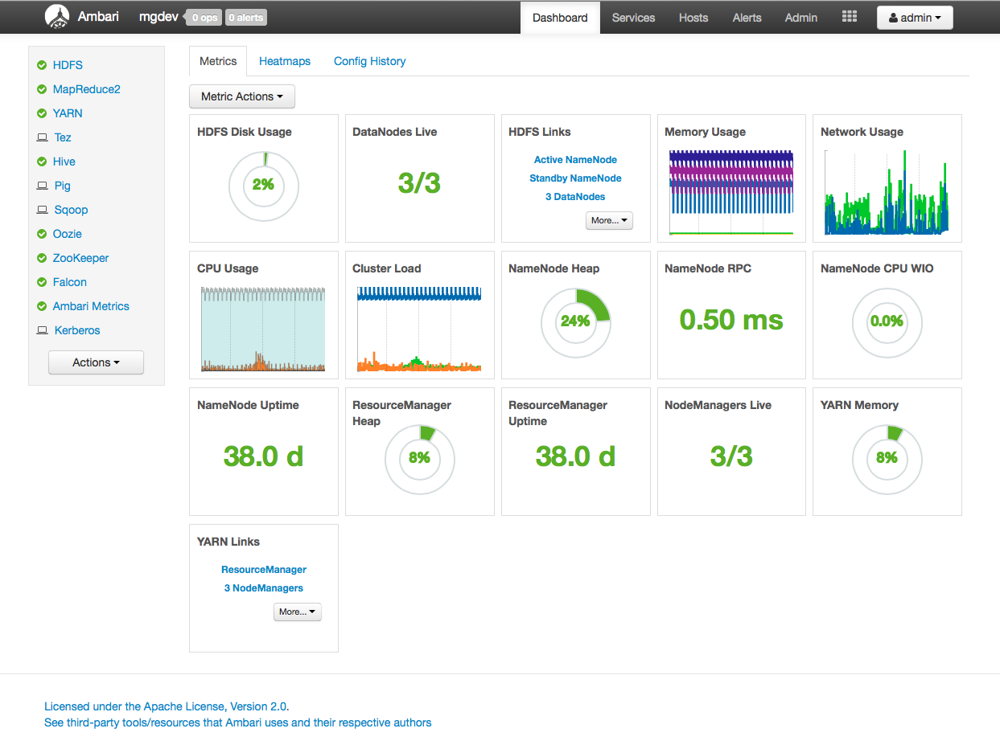 Ambari mgdev 0 ops 0 alerts Dashboard Services Hosts Alerts Admin admin
HDFS
MapReduce2
YARN
Tez
Hive
Pig
Sqoop
Oozie
ZooKeeper
Falcon
Ambari Metrics
Kerberos
Actions
Metrics Heatmaps Config History
Metric Actions
HDFS Disk Usage
2%
DataNodes Live
3/3
HDFS Links
Active NameNode
Standby NameNode
3 DataNodes
More...
Memory Usage
Network Usage
CPU Usage
Cluster Load
NameNode Heap
24%
NameNode RPC
0.50 ms
NameNode CPU WIO
0.0%
NameNode Uptime
38.0 d
ResourceManager
Heap
8%
ResourceManager
Uptime
38.0 d
NodeManagers Live
3/3
YARN Memory
8%
YARN Links
ResourceManager
3 NodeManagers
More...
Licensed under the Apache License, Version 2.0.
See third-party tools/resources that Ambari uses and their respective authors